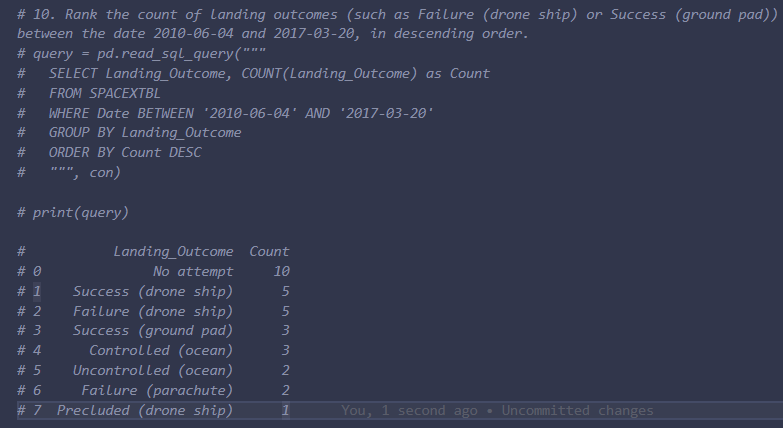 # 10. Rank the count of landing outcomes (such as Failure (drone ship) or Success (ground pad))
between the date 2010-06-04 and 2017-03-20, in descending order.
# query = pd.read_sql_query("""
#   SELECT Landing_Outcome, COUNT(Landing_Outcome) as Count
#   FROM SPACEXTBL
#   WHERE Date BETWEEN '2010-06-04' AND '2017-03-20'
#   GROUP BY Landing_Outcome
#   ORDER BY Count DESC
#   """, con)
# print(query)
#           Landing_Outcome  Count
# 0              No attempt     10
# 1    Success (drone ship)      5
# 2    Failure (drone ship)      5
# 3    Success (ground pad)      3
# 4      Controlled (ocean)      3
# 5    Uncontrolled (ocean)      2
# 6     Failure (parachute)      2
# 7  Precluded (drone ship)      1      You, 1 second ago • Uncommitted changes